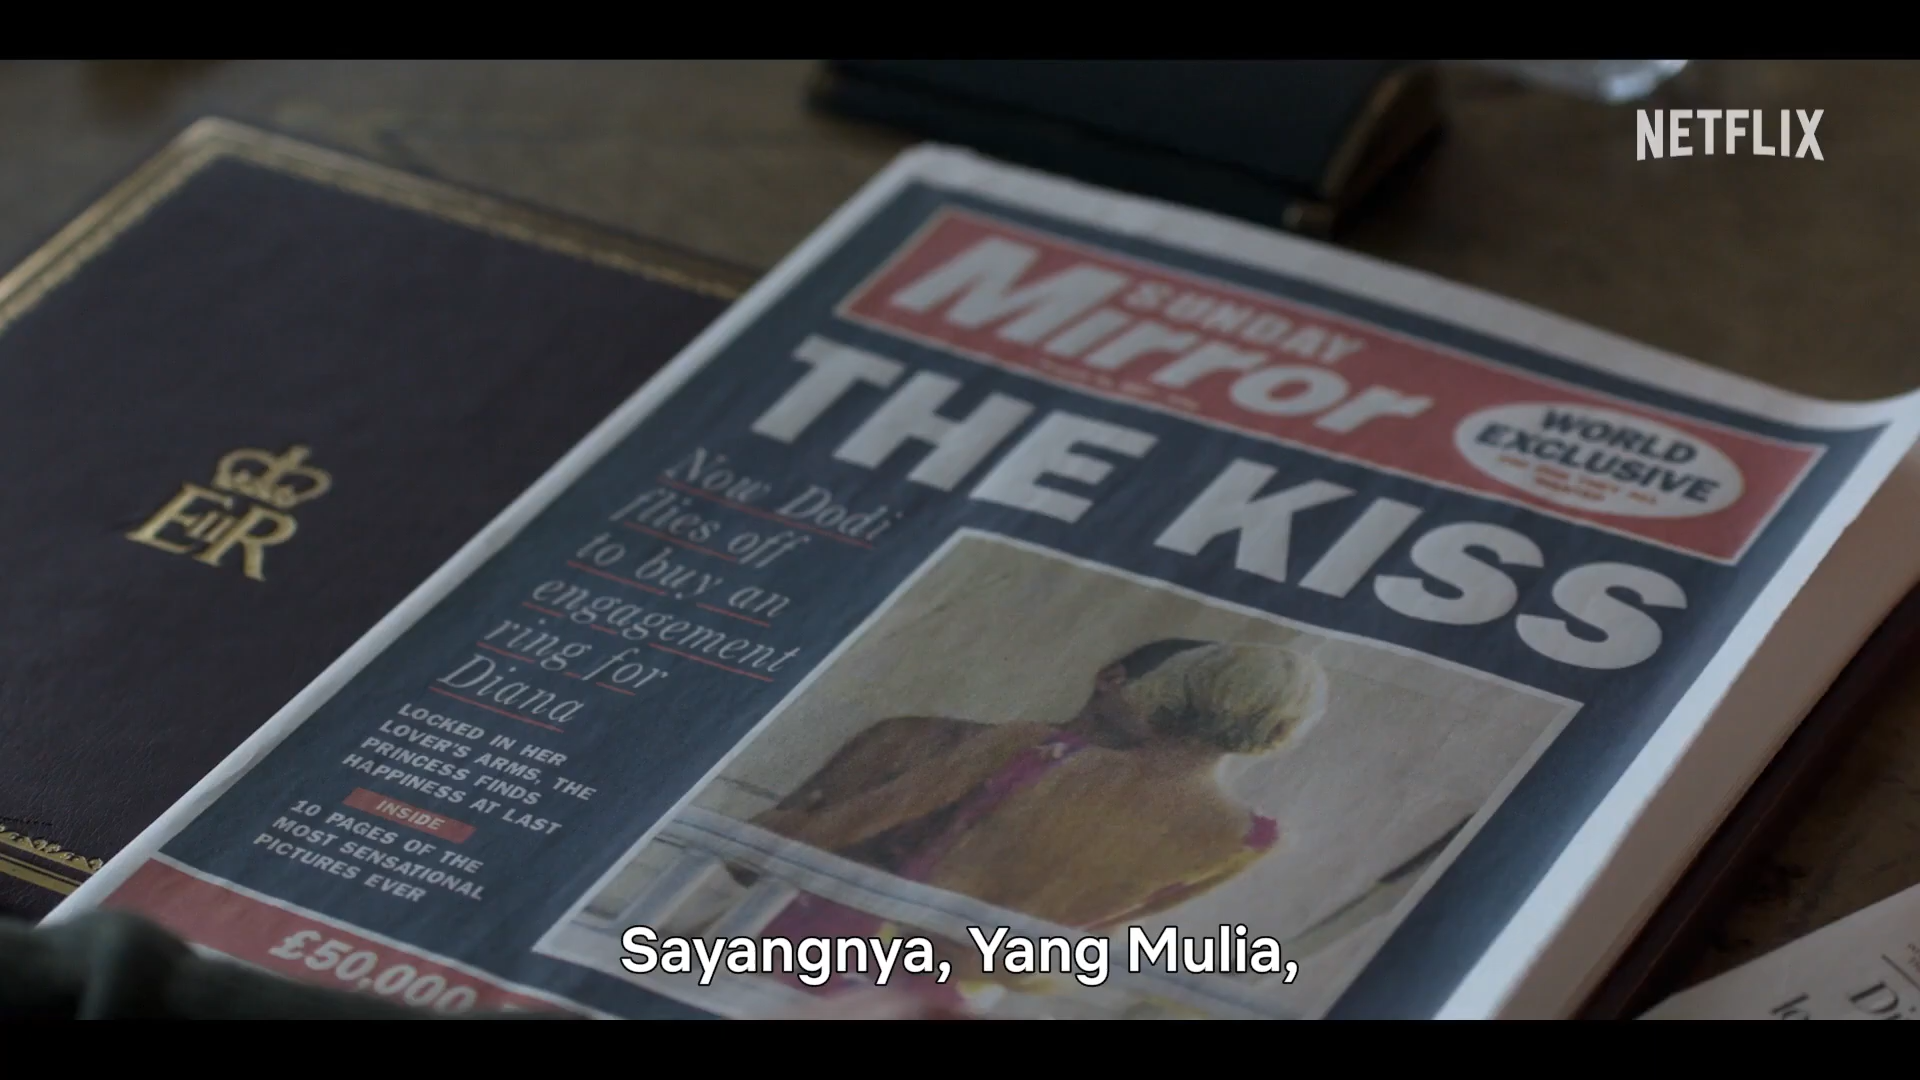 NETFLIX
SUNDAY
Mirror
WORLD
EXCLUSIVE
THE KISS
Now Dodi
flies off
to buy an
engagement
ring for
Diana
LOCKED IN HER
LOVER'S ARMS, THE
PRINCESS FINDS
HAPPINESS AT LAST
INSIDE
10 PAGES OF THE
MOST SENSATIONAL
PICTURES EVER
£50,000
EIIR
Sayangnya, Yang Mulia,